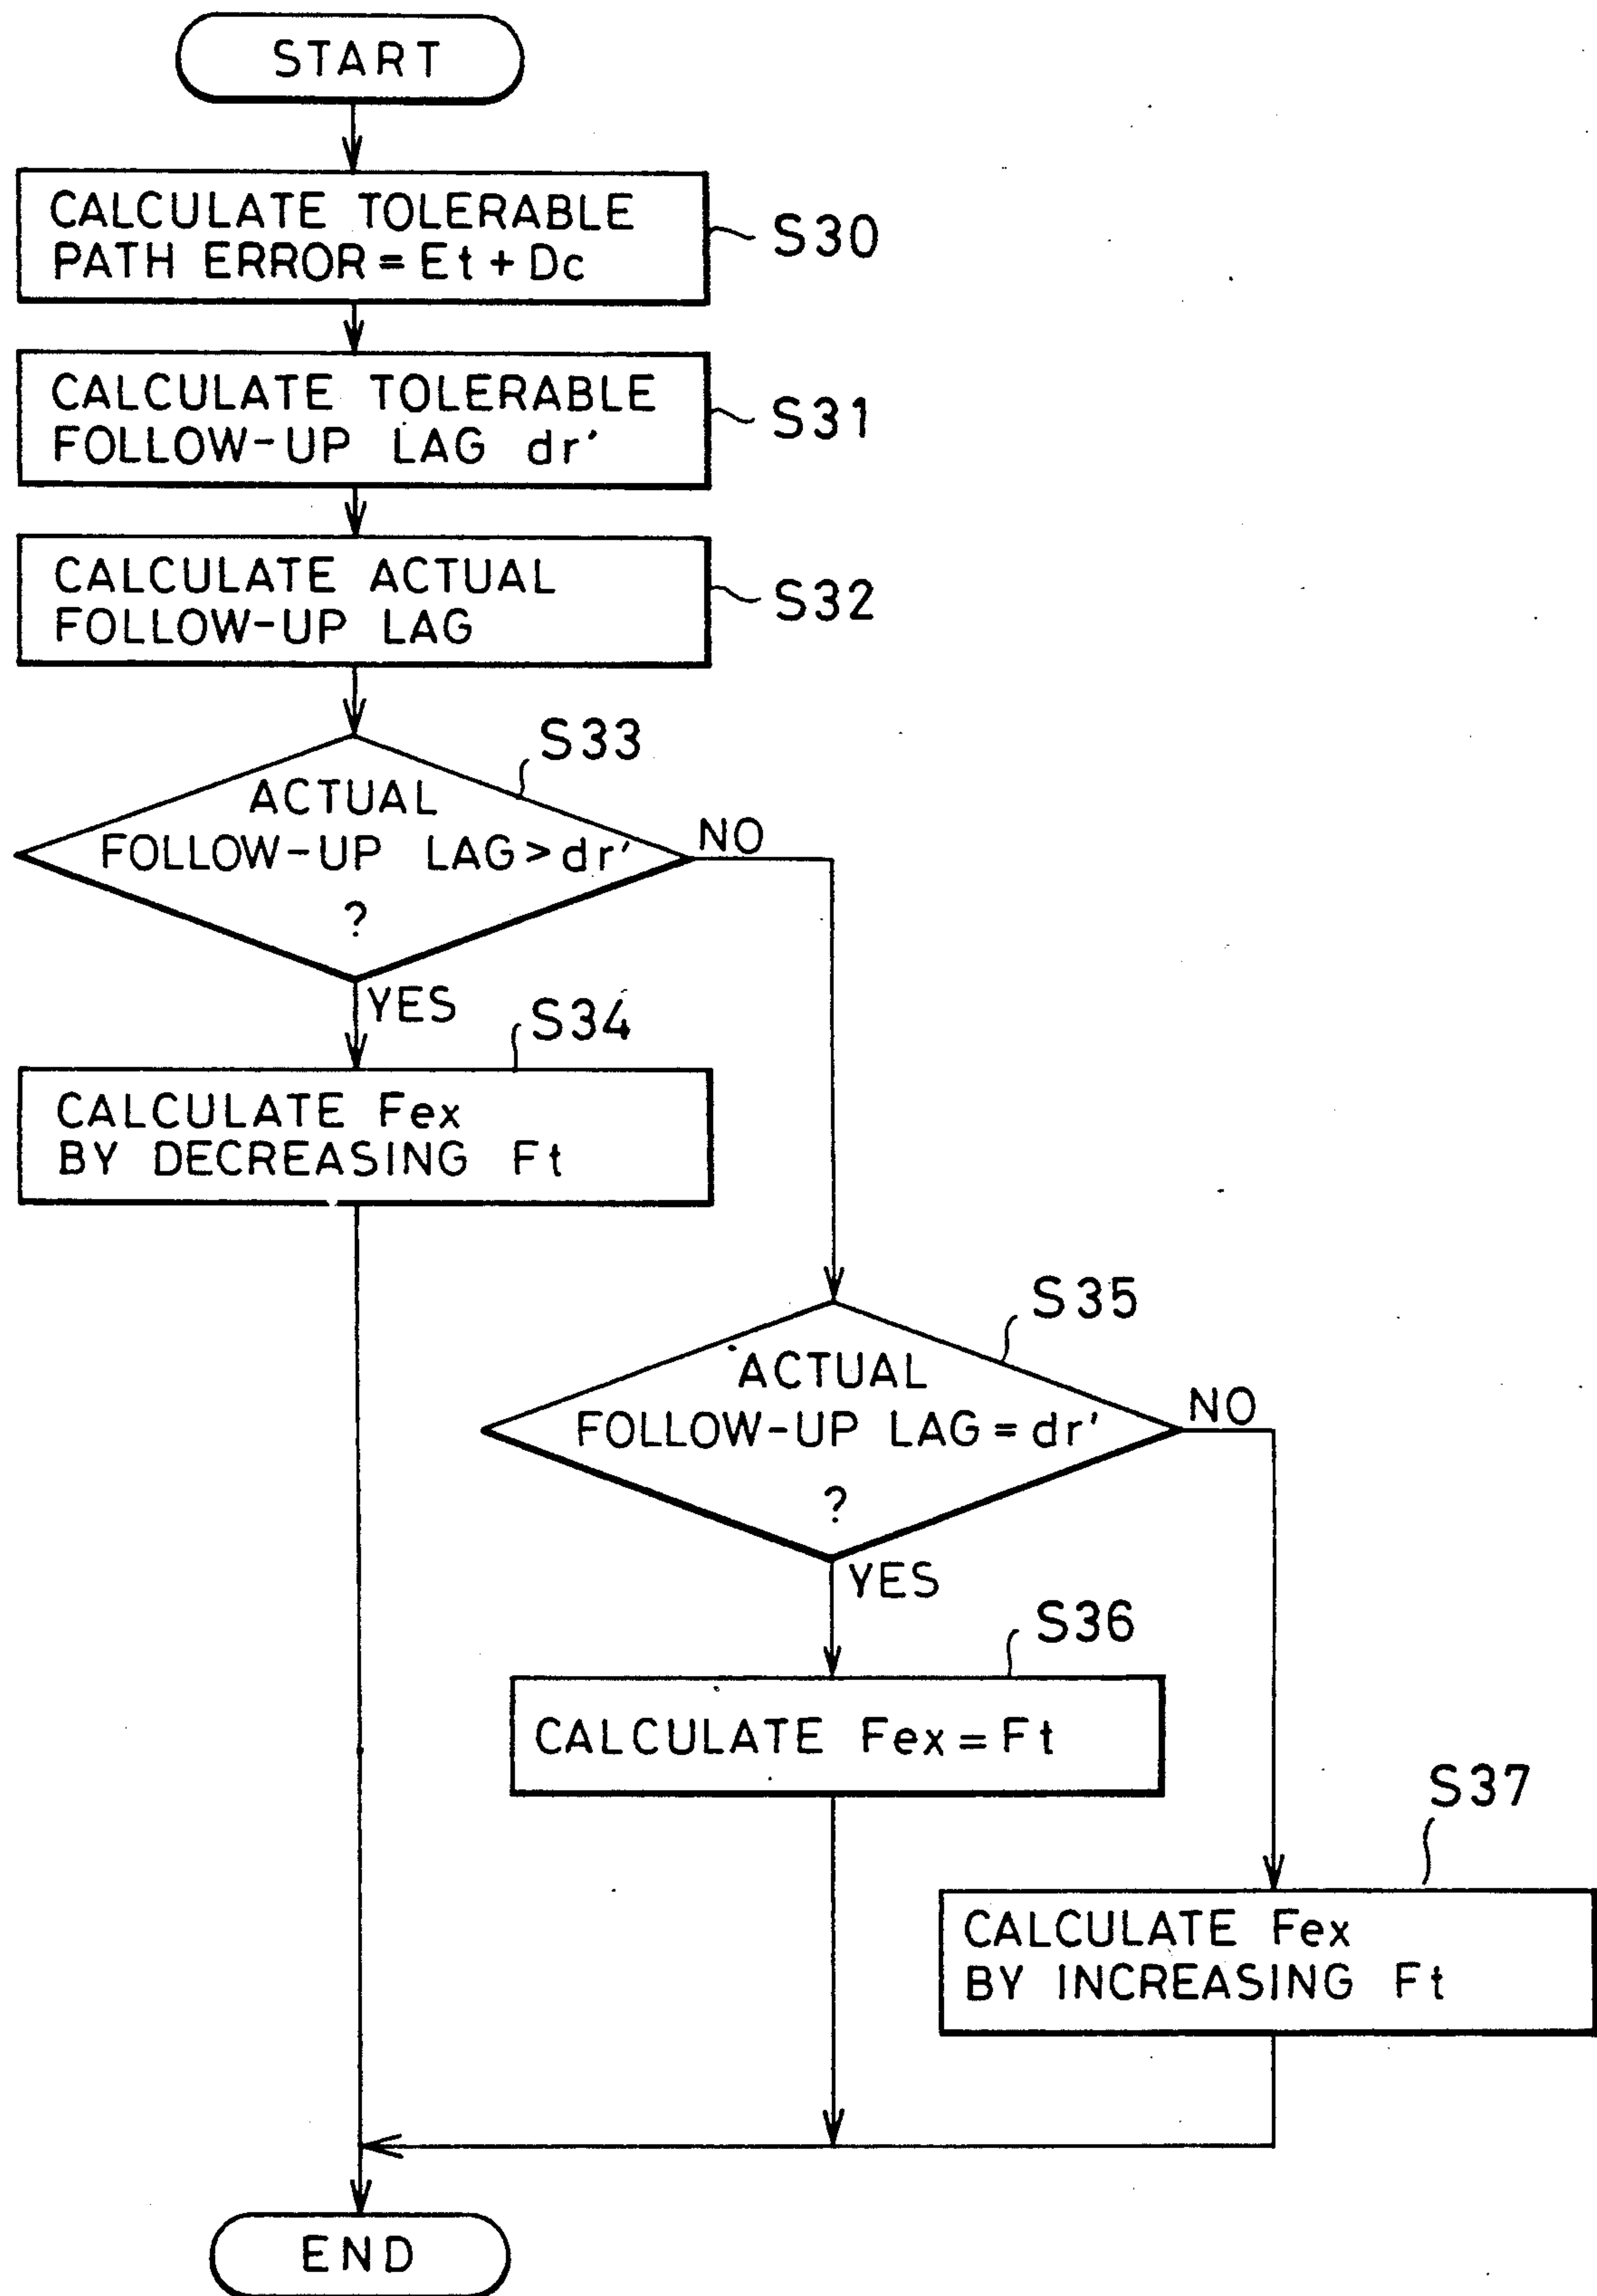 START
CALCULATE TOLERABLE
PATH ERROR = Et + Dc
S30
CALCULATE TOLERABLE
FOLLOW-UP LAG dr'
S31
CALCULATE ACTUAL
FOLLOW-UP LAG
S32
S33
ACTUAL
FOLLOW-UP LAG > dr'
?
NO
YES
S34
CALCULATE Fex
BY DECREASING Ft
S35
ACTUAL
FOLLOW-UP LAG = dr'
?
NO
YES
S36
CALCULATE Fex = Ft
S37
CALCULATE Fex
BY INCREASING Ft
END